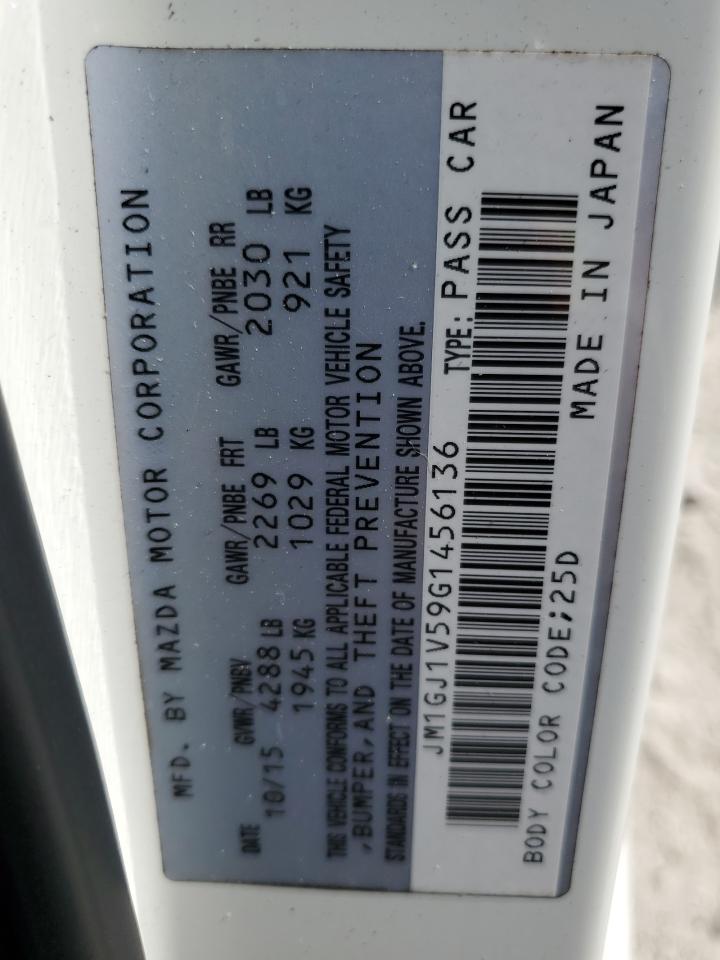 MFD. BY MAZDA MOTOR CORPORATION
DATE GVWR/PNBV GAWR/PNBE FRT GAWR/PNBE RR
10/15 4288 LB 2269 LB 2030 LB
1945 KG 1029 KG 921 KG
THIS VEHICLE CONFORMS TO ALL APPLICABLE FEDERAL MOTOR VEHICLE SAFETY
,BUMPER,AND THEFT PREVENTION
STANDARDS IN EFFECT ON THE DATE OF MANUFACTURE SHOWN ABOVE.
JM1GJ1V59G1456136 TYPE: PASS CAR
BODY COLOR CODE;25D MADE IN JAPAN